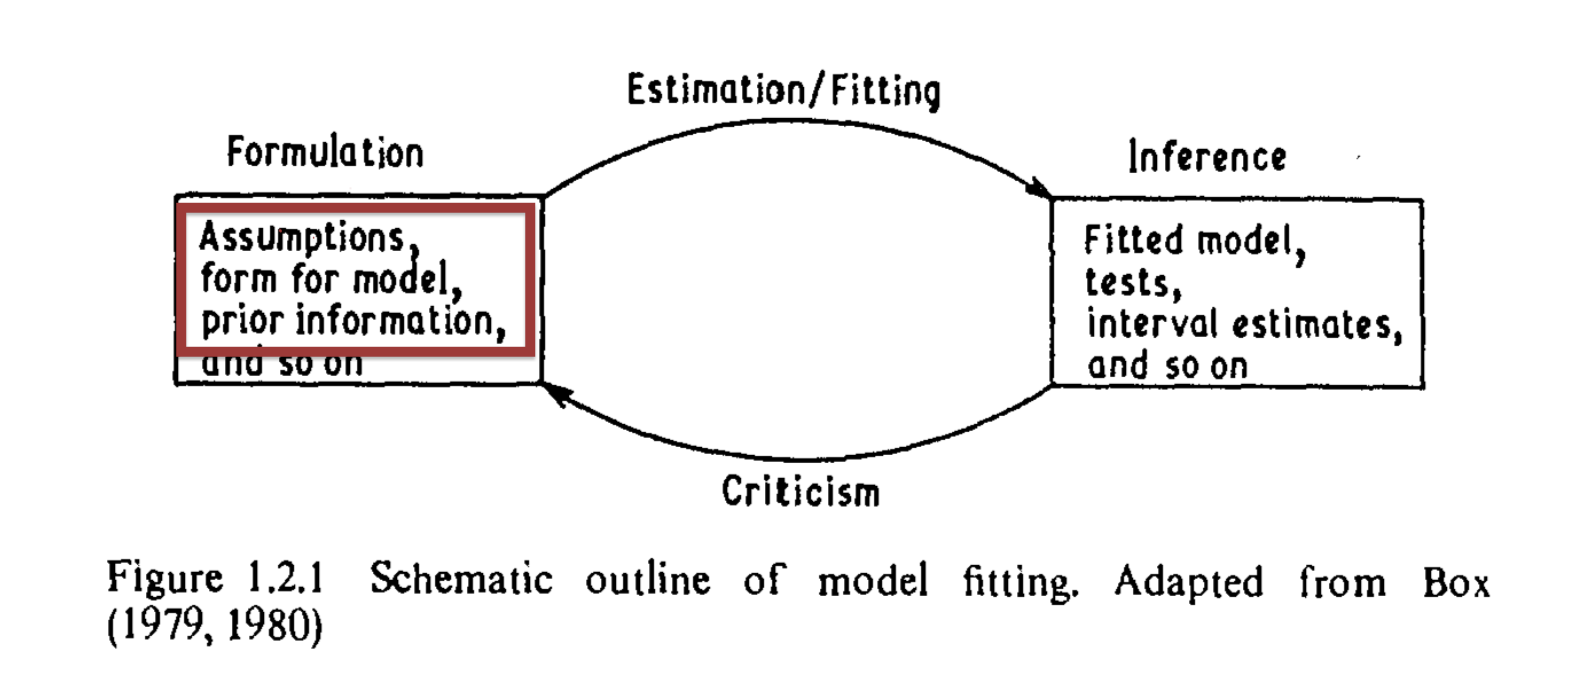 Estimation/Fitting
Formulation
Inference
Assumptions,
form for model,
prior information,
and so on
Fitted model,
tests,
interval estimates,
and so on
Criticism
Figure 1.2.1 Schematic outline of model fitting. Adapted from Box
(1979, 1980)